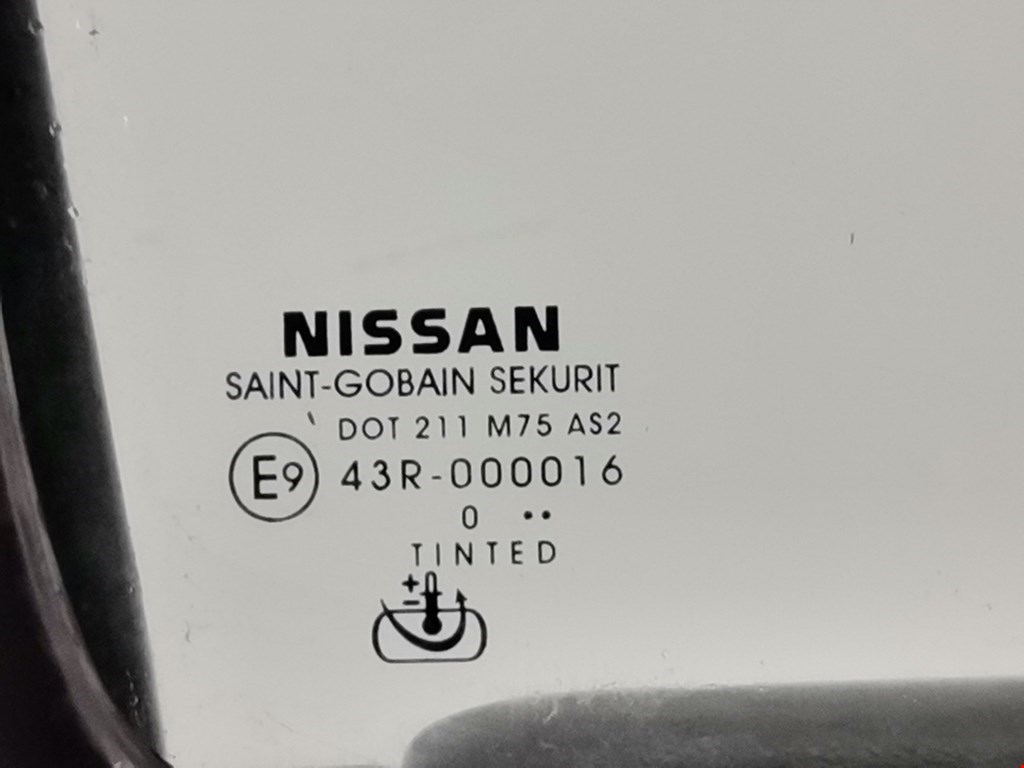 NISSAN
SAINT-GOBAIN SEKURIT
DOT 211 M75 AS2
E9 43R-000016
0 ••
TINTED
+
−